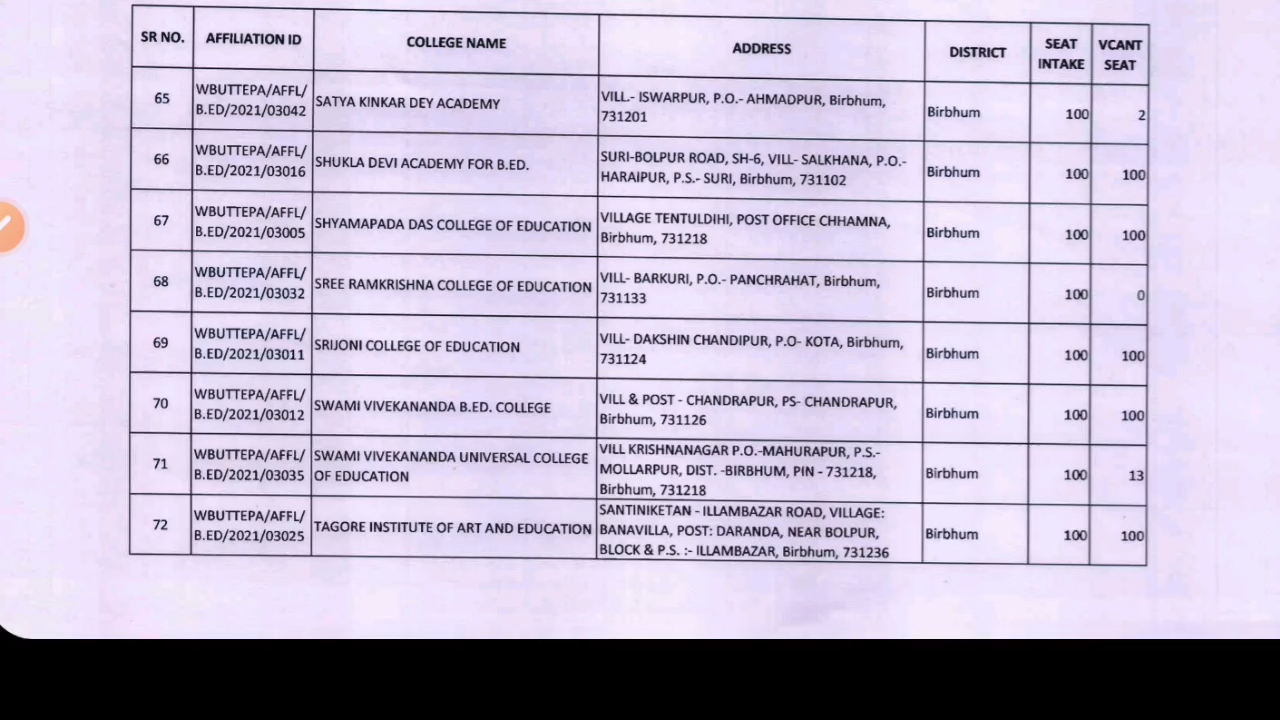 SR NO. AFFILIATION ID COLLEGE NAME ADDRESS DISTRICT SEAT INTAKE VCANT SEAT
65 WBUTTEPA/AFFL/ B.ED/2021/03042 SATYA KINKAR DEY ACADEMY VILL.- ISWARPUR, P.O.- AHMADPUR, Birbhum, 731201 Birbhum 100 2
66 WBUTTEPA/AFFL/ B.ED/2021/03016 SHUKLA DEVI ACADEMY FOR B.ED. SURI-BOLPUR ROAD, SH-6, VILL- SALKHANA, P.O.- HARAIPUR, P.S.- SURI, Birbhum, 731102 Birbhum 100 100
67 WBUTTEPA/AFFL/ B.ED/2021/03005 SHYAMAPADA DAS COLLEGE OF EDUCATION VILLAGE TENTULDIHI, POST OFFICE CHHAMNA, Birbhum, 731218 Birbhum 100 100
68 WBUTTEPA/AFFL/ B.ED/2021/03032 SREE RAMKRISHNA COLLEGE OF EDUCATION VILL- BARKURI, P.O.- PANCHRAHAT, Birbhum, 731133 Birbhum 100 0
69 WBUTTEPA/AFFL/ B.ED/2021/03011 SRIJONI COLLEGE OF EDUCATION VILL- DAKSHIN CHANDIPUR, P.O- KOTA, Birbhum, 731124 Birbhum 100 100
70 WBUTTEPA/AFFL/ B.ED/2021/03012 SWAMI VIVEKANANDA B.ED. COLLEGE VILL & POST - CHANDRAPUR, PS- CHANDRAPUR, Birbhum, 731126 Birbhum 100 100
71 WBUTTEPA/AFFL/ B.ED/2021/03035 SWAMI VIVEKANANDA UNIVERSAL COLLEGE OF EDUCATION VILL KRISHNANAGAR P.O.-MAHURAPUR, P.S.- MOLLARPUR, DIST. -BIRBHUM, PIN - 731218, Birbhum, 731218 Birbhum 100 13
72 WBUTTEPA/AFFL/ B.ED/2021/03025 TAGORE INSTITUTE OF ART AND EDUCATION SANTINIKETAN - ILLAMBAZAR ROAD, VILLAGE: BANAVILLA, POST: DARANDA, NEAR BOLPUR, BLOCK & P.S. :- ILLAMBAZAR, Birbhum, 731236 Birbhum 100 100